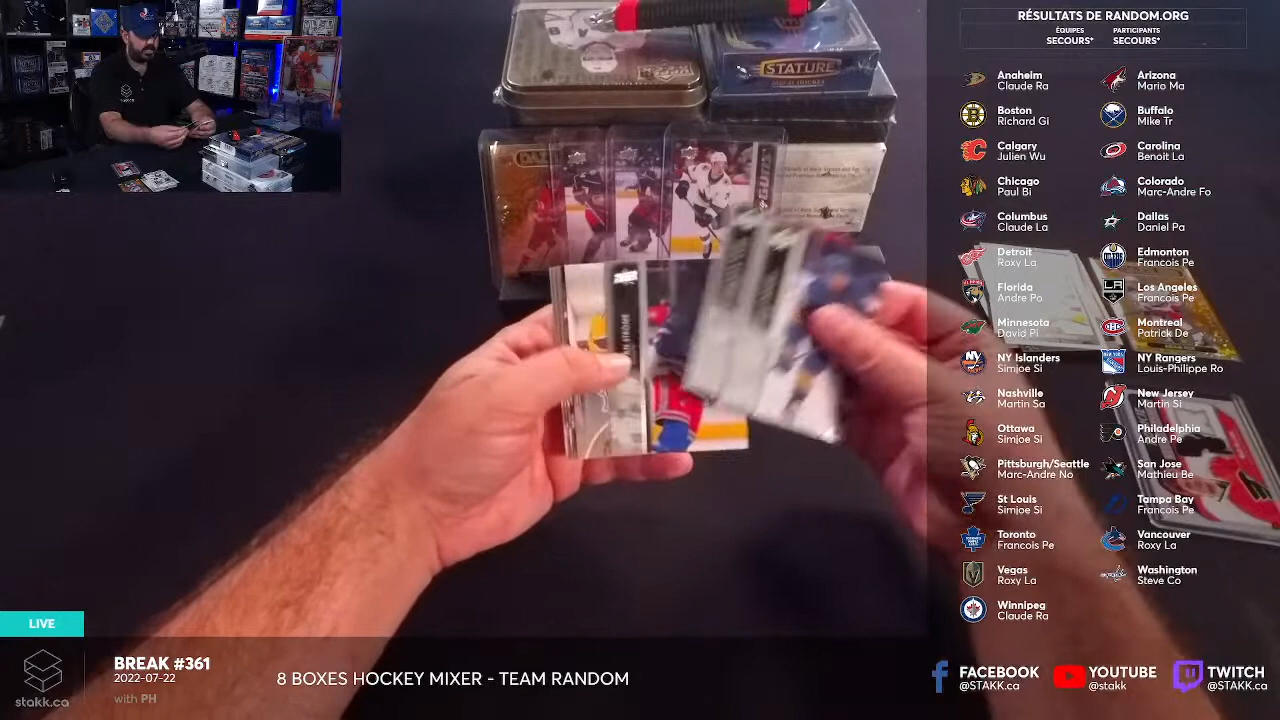 RÉSULTATS DE RANDOM.ORG
ÉQUIPES
SECOURS*
PARTICIPANTS
SECOURS*
Anaheim
Claude Ra
Arizona
Mario Ma
Boston
Richard Gi
Buffalo
Mike Tr
Calgary
Julien Wu
Carolina
Benoit La
Chicago
Paul Bi
Colorado
Marc-Andre Fo
Columbus
Claude La
Dallas
Daniel Pa
Detroit
Roxy La
Edmonton
Francois Pe
Florida
Andre Po
Los Angeles
Francois Pe
Minnesota
David Pi
Montreal
Patrick De
NY Islanders
Simjoe Si
NY Rangers
Louis-Philippe Ro
Nashville
Martin Sa
New Jersey
Martin Si
Ottawa
Simjoe Si
Philadelphia
Andre Pe
Pittsburgh/Seattle
Marc-Andre No
San Jose
Mathieu Be
St Louis
Simjoe Si
Tampa Bay
Francois Pe
Toronto
Francois Pe
Vancouver
Roxy La
Vegas
Roxy La
Washington
Steve Co
Winnipeg
Claude Ra
STATURE
LIVE
stakk.ca
BREAK #361
2022-07-22
with PH
8 BOXES HOCKEY MIXER - TEAM RANDOM
FACEBOOK
@STAKK.ca
YOUTUBE
@stakk
TWITCH
@STAKK.ca